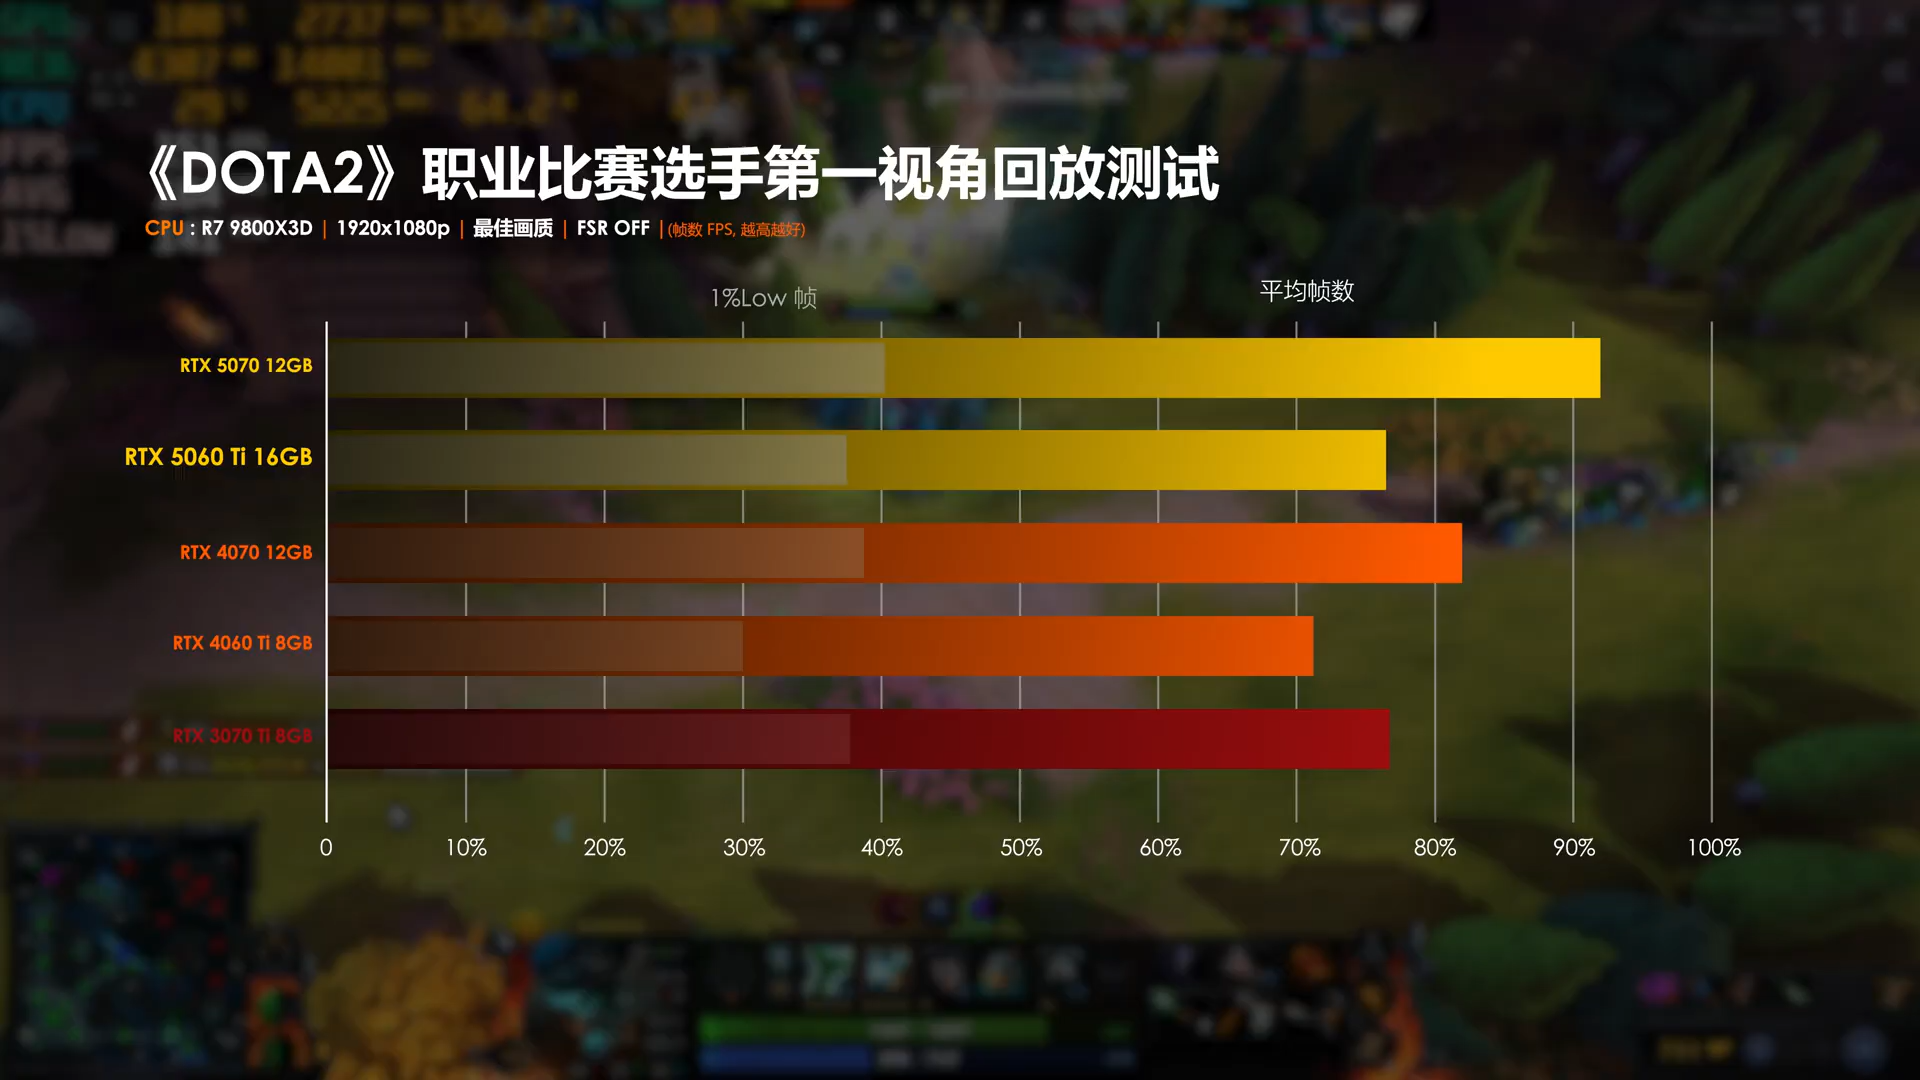 《DOTA2》职业比赛选手第一视角回放测试
CPU : R7 9800X3D | 1920x1080p | 最佳画质 | FSR OFF | (帧数 FPS, 越高越好)
1%Low 帧 平均帧数
RTX 5070 12GB
RTX 5060 Ti 16GB
RTX 4070 12GB
RTX 4060 Ti 8GB
RTX 3070 Ti 8GB
0 10% 20% 30% 40% 50% 60% 70% 80% 90% 100%